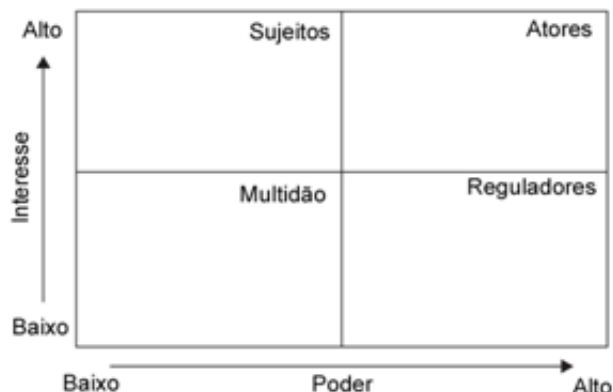 Alto
Sujeitos
Atores
Interesse
Multidão
Reguladores
Baixo
Baixo
Poder
Alto